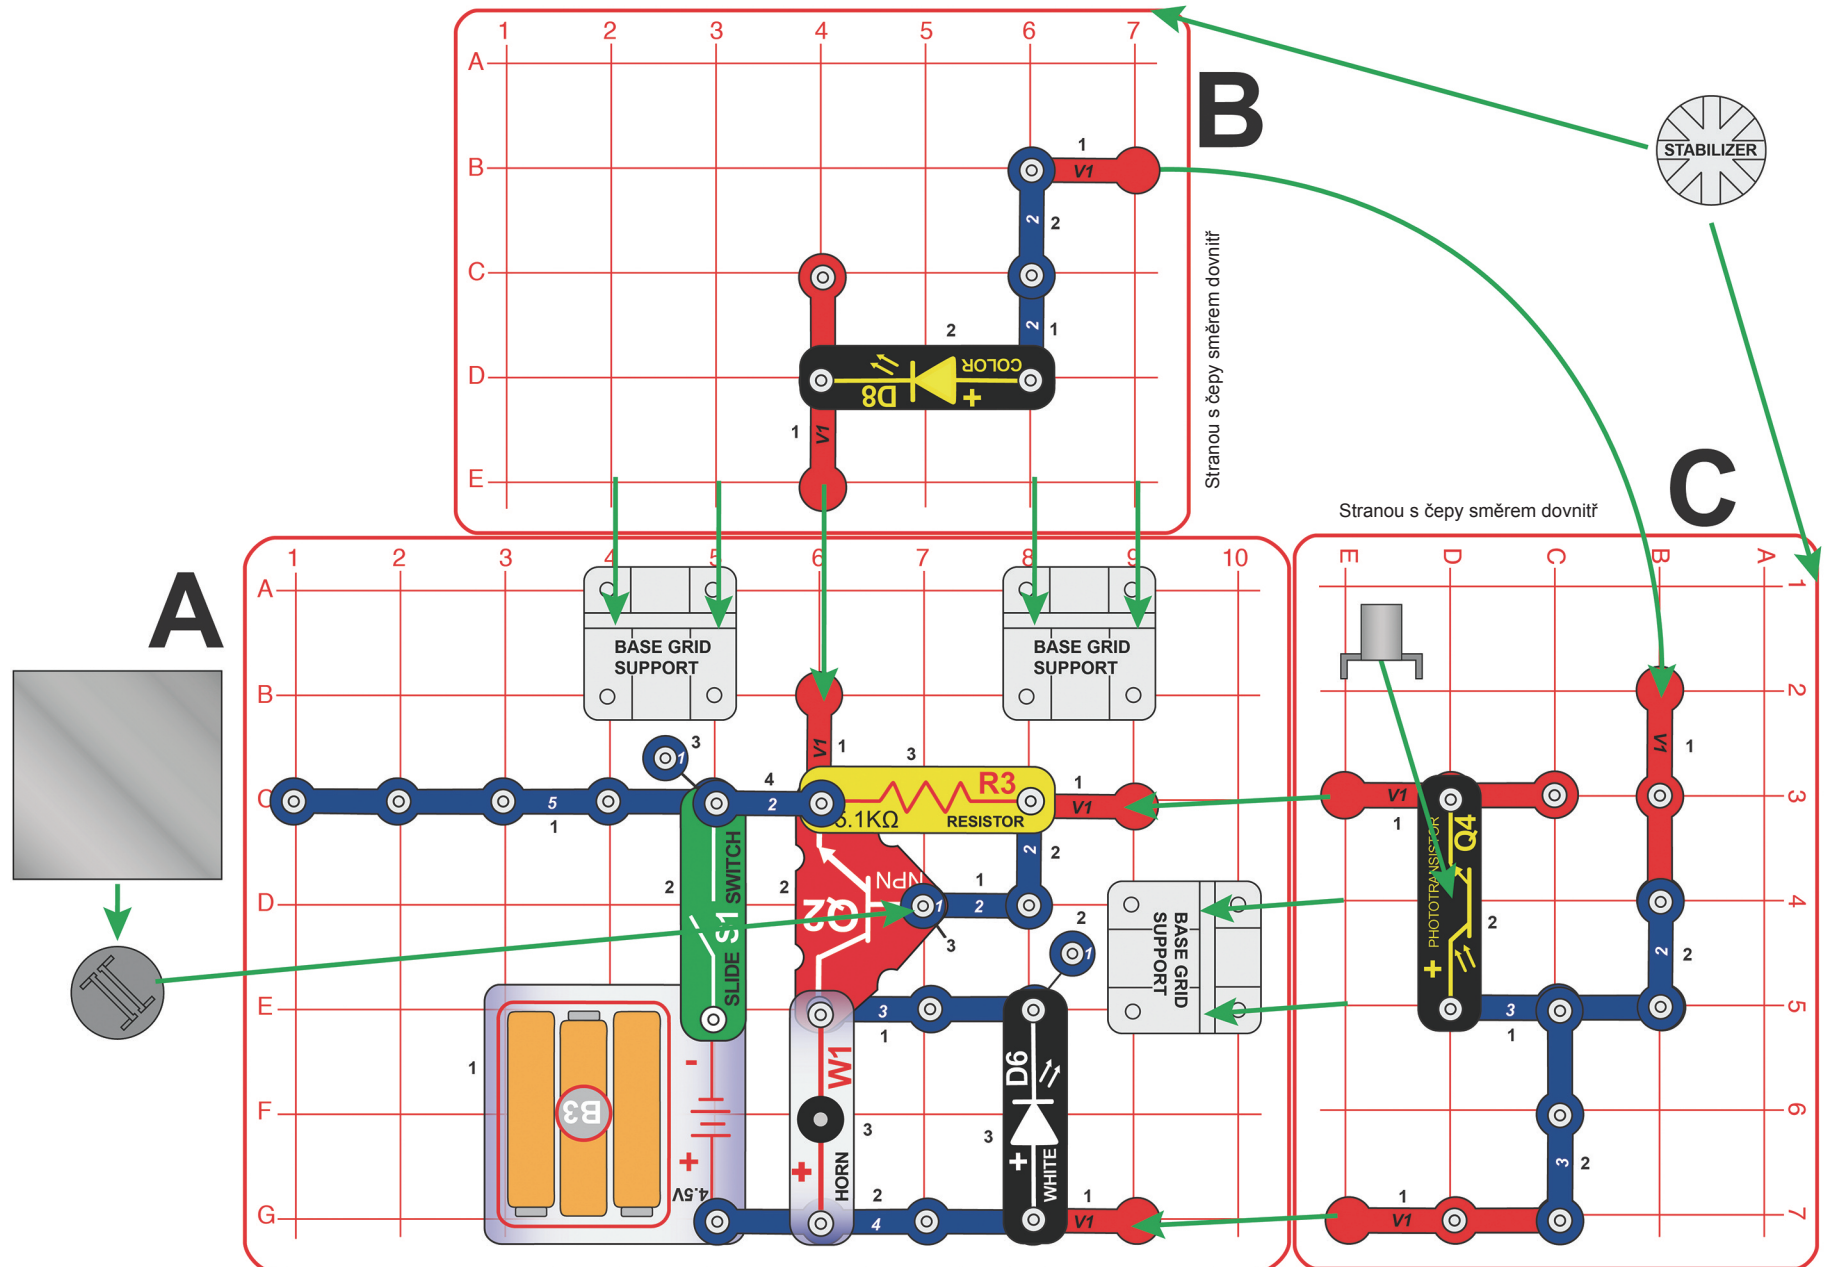 1 2 3 4 5 6 7
A
B
C
D
E
B
1
V1
2
2
2
1
2
COLOR
D8
+
1
V1
Stranou s čepy směrem dovnitř
STABILIZER
C
Stranou s čepy směrem dovnitř
A
1 2 3 4 5 6 7 8 9 10
A
B
C
D
E
F
G
BASE GRID
SUPPORT
BASE GRID
SUPPORT
V1
1
3
1
5
1
4
2
3
R3
5.1KΩ
RESISTOR
1
V1
2
2
2
SLIDE S1 SWITCH
2
NPN
Q2
1
1
2
3
2
1
BASE GRID
SUPPORT
3
1
1
B3
-
+
4.5V
W1
+
HORN
3
D6
+
WHITE
3
2
4
1
V1
E D C B A
1
2
3
4
5
6
7
V1
1
V1
1
PHOTOTRANSISTOR
Q4
+
2
2
2
3
1
3
2
1
V1